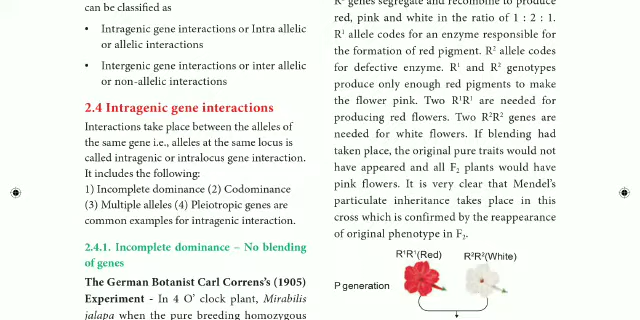 can be classified as
• Intragenic gene interactions or Intra allelic
or allelic interactions
• Intergenic gene interactions or inter allelic
or non-allelic interactions
2.4 Intragenic gene interactions
Interactions take place between the alleles of
the same gene i.e., alleles at the same locus is
called intragenic or intralocus gene interaction.
It includes the following:
1) Incomplete dominance (2) Codominance
(3) Multiple alleles (4) Pleiotropic genes are
common examples for intragenic interaction.
2.4.1. Incomplete dominance – No blending
of genes
The German Botanist Carl Correns’s (1905)
Experiment - In 4 O’ clock plant, Mirabilis
jalapa when the pure breeding homozygous
genes segregate and recombine to produce
red, pink and white in the ratio of 1 : 2 : 1.
R¹ allele codes for an enzyme responsible for
the formation of red pigment. R² allele codes
for defective enzyme. R¹ and R² genotypes
produce only enough red pigments to make
the flower pink. Two R¹R¹ are needed for
producing red flowers. Two R²R² genes are
needed for white flowers. If blending had
taken place, the original pure traits would not
have appeared and all F₂ plants would have
pink flowers. It is very clear that Mendel’s
particulate inheritance takes place in this
cross which is confirmed by the reappearance
of original phenotype in F₂.
R¹R¹(Red) R²R²(White)
P generation